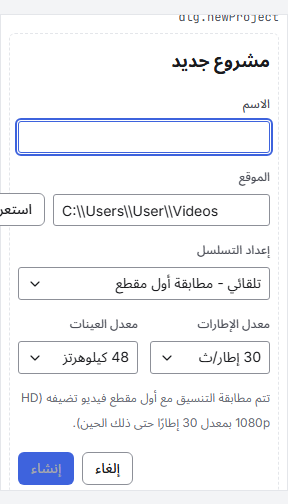 dlg.newProject
مشروع جديد
الاسم
الموقع
C:\\Users\\User\\Videos
إعداد التسلسل
تلقائي - مطابقة أول مقطع
معدل الإطارات
معدل العينات
30 إطار/ث
48 كيلوهرتز
تتم مطابقة التنسيق مع أول مقطع فيديو تضيفه (HD
1080p بمعدل 30 إطارًا حتى ذلك الحين).
إلغاء
إنشاء